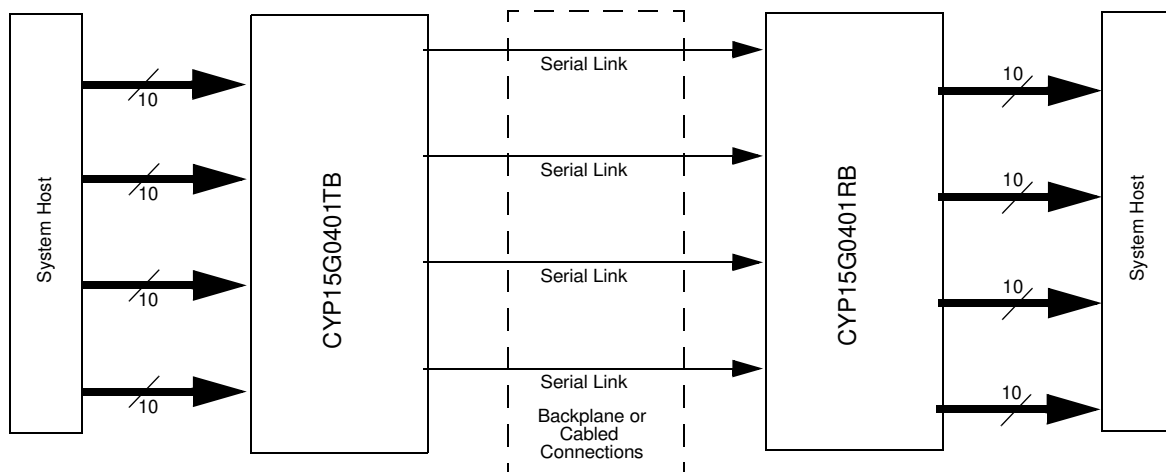 System Host
10
10
10
10
CYP15G0401TB
Serial Link
Serial Link
Serial Link
Serial Link
Backplane or
Cabled
Connections
CYP15G0401RB
10
10
10
10
System Host